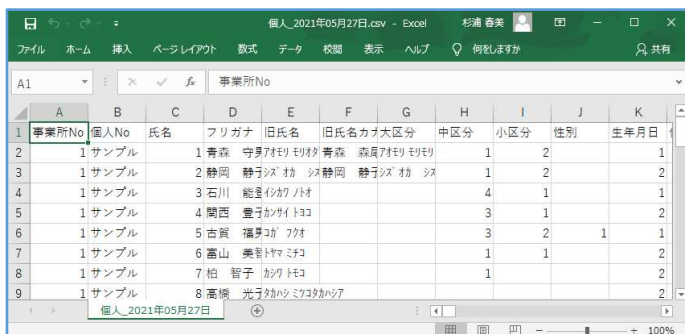 個人_2021年05月27日.csv - Excel 杉浦 春美
ファイル ホーム 挿入 ページ レイアウト 数式 データ 校閲 表示 ヘルプ 何をしますか 共有
A1 fx 事業所No
A B C D E F G H I J K
1 事業所No 個人No 氏名 フリガナ 旧氏名 旧氏名カナ 大区分 中区分 小区分 性別 生年月日
2 1 サンプル 1 青森 守男 アオモリ モリオ 青森 森尾 アオモリ モリモリ 1 2 1
3 1 サンプル 2 静岡 静子 シズオカ シズ 静岡 静子 シズオカ シズ 1 2 2
4 1 サンプル 3 石川 能登 イシカワ ノトオ 4 1 1
5 1 サンプル 4 関西 豊子 カンサイ トヨコ 3 1 2
6 1 サンプル 5 古賀 福男 コガ フクオ 3 2 1 1
7 1 サンプル 6 富山 美智 トヤマ ミチコ 1 1 2
8 1 サンプル 7 柏 智子 カシワ トモコ 1 2
9 1 サンプル 8 高橋 光子 タカハシ ミツコ タカハシア 2
個人_2021年05月27日
100%